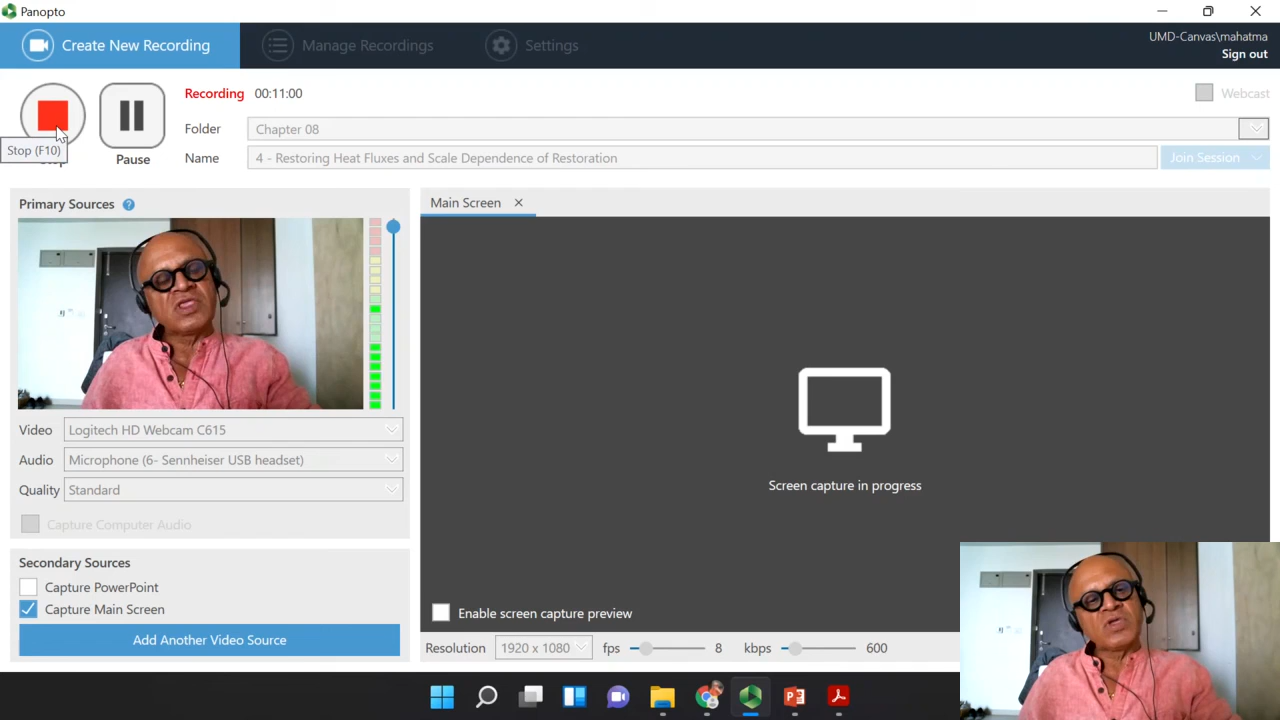 Panopto
Create New Recording
Manage Recordings
Settings
UMD-Canvas\mahatma
Sign out
Recording 00:11:00
Webcast
Folder Chapter 08
Stop (F10)
Pause
Name 4 - Restoring Heat Fluxes and Scale Dependence of Restoration
Join Session
Primary Sources ?
Main Screen
Video Logitech HD Webcam C615
Audio Microphone (6- Sennheiser USB headset)
Quality Standard
Capture Computer Audio
Screen capture in progress
Secondary Sources
Capture PowerPoint
Capture Main Screen
Add Another Video Source
Enable screen capture preview
Resolution 1920 x 1080 fps 8 kbps 600